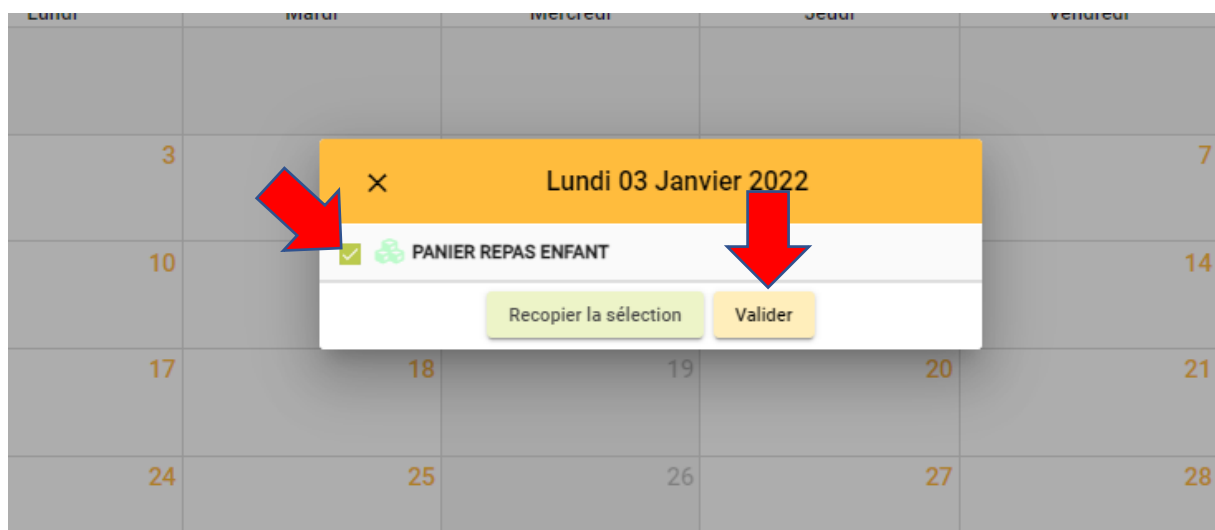 Lundi Mardi Mercredi Jeudi Vendredi
3 7
Lundi 03 Janvier 2022
PANIER REPAS ENFANT
10 14
Recopier la sélection Valider
17 18 19 20 21
24 25 26 27 28